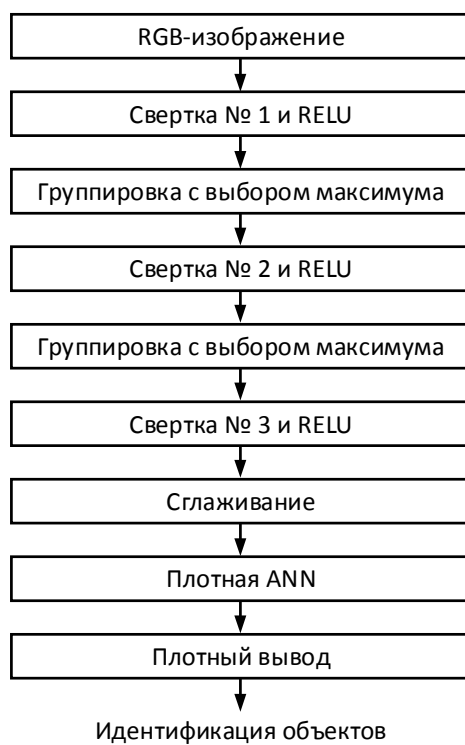 RGB-изображение
Свертка № 1 и RELU
Группировка с выбором максимума
Свертка № 2 и RELU
Группировка с выбором максимума
Свертка № 3 и RELU
Сглаживание
Плотная ANN
Плотный вывод
Идентификация объектов